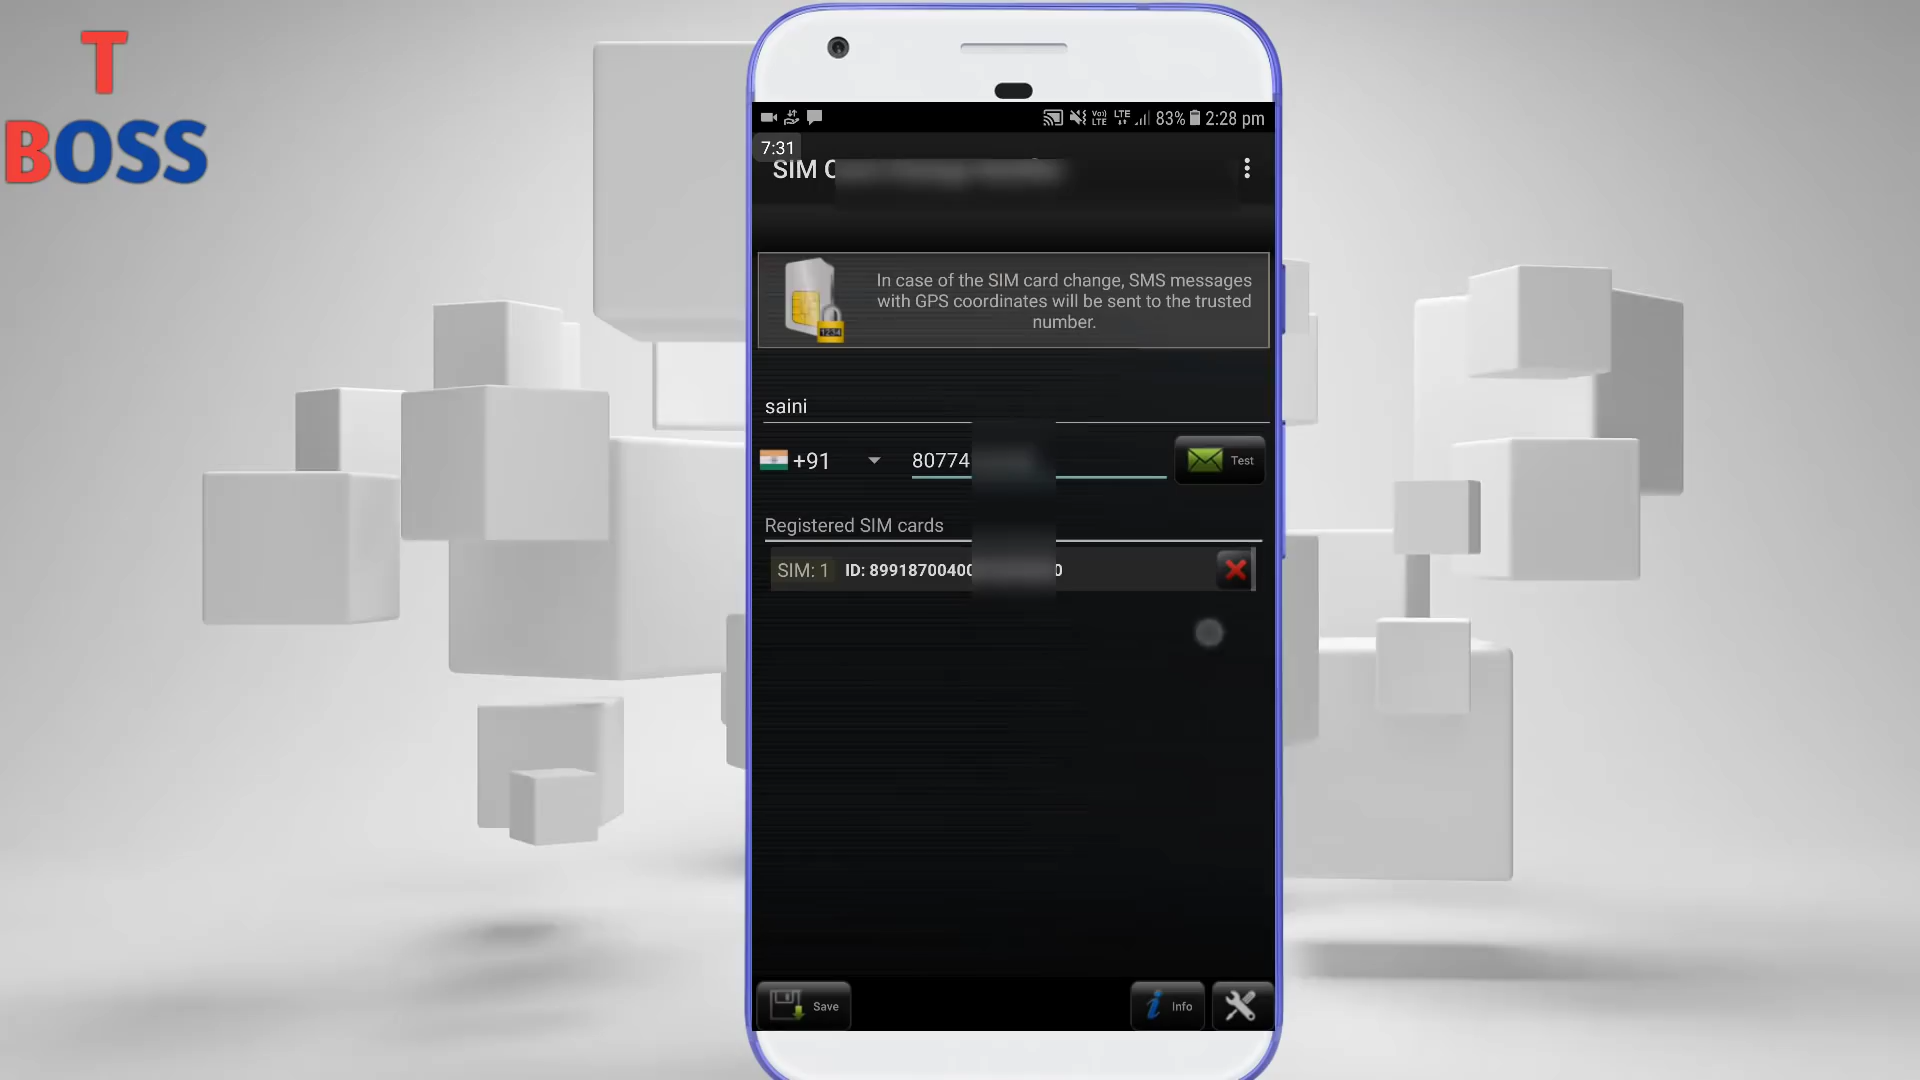 T
BOSS
83% 2:28 pm
7:31
SIM
In case of the SIM card change, SMS messages
with GPS coordinates will be sent to the trusted
number.
saini
+91 80774
Test
Registered SIM cards
SIM: 1 ID: 8991870040 0
Save
Info